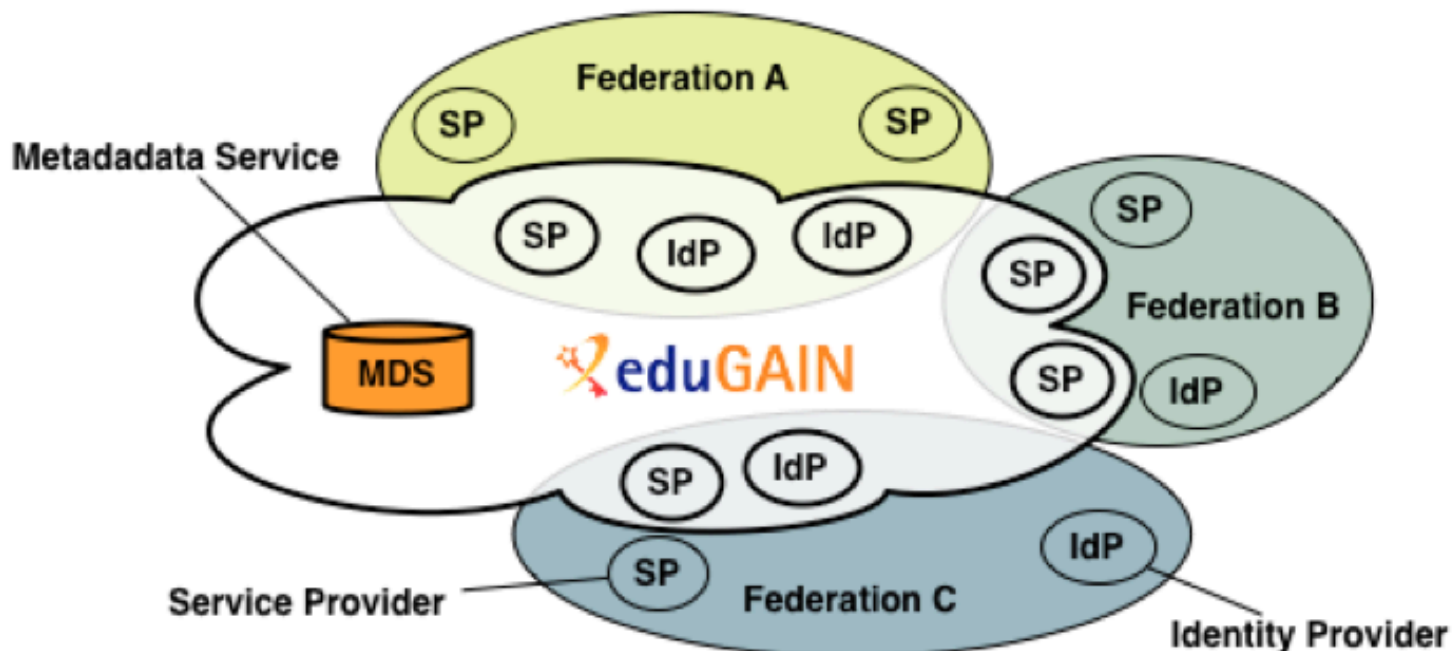 Federation A
SP
SP
Metadadata Service
SP
IdP
IdP
SP
SP
Federation B
MDS
eduGAIN
SP
IdP
SP
IdP
SP
IdP
Service Provider
Federation C
Identity Provider